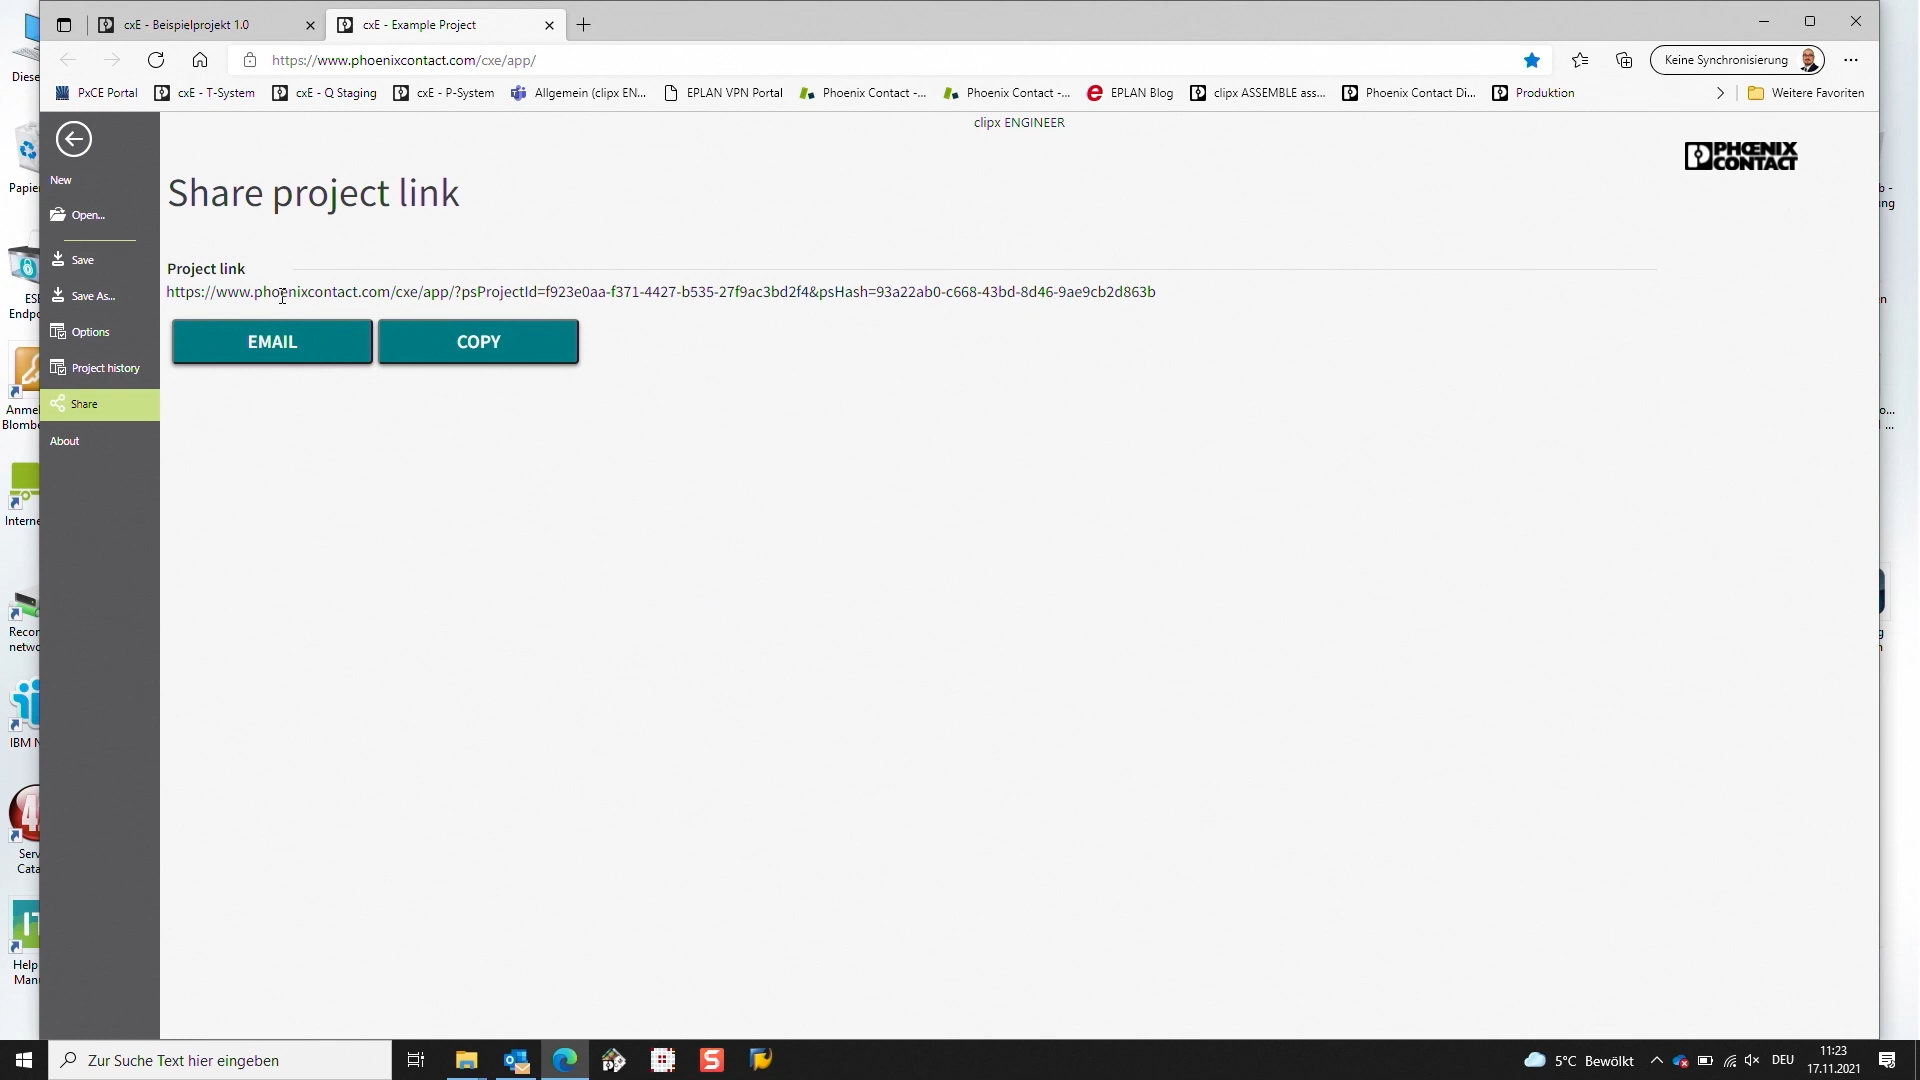 cxE - Beispielprojekt 1.0
cxE - Example Project
https://www.phoenixcontact.com/cxe/app/
Keine Synchronisierung
PxCE Portal
cxE - T-System
cxE - Q Staging
cxE - P-System
Allgemein (clipx EN...
EPLAN VPN Portal
Phoenix Contact -...
Phoenix Contact -...
EPLAN Blog
clipx ASSEMBLE ass...
Phoenix Contact Di...
Produktion
Weitere Favoriten
clipx ENGINEER
PHŒNIX
CONTACT
New
Open...
Save
Save As...
Options
Project history
Share
About
Share project link
Project link
https://www.phoenixcontact.com/cxe/app/?psProjectId=f923e0aa-f371-4427-b535-27f9ac3bd2f4&psHash=93a22ab0-c668-43bd-8d46-9ae9cb2d863b
EMAIL
COPY
Zur Suche Text hier eingeben
5°C Bewölkt
DEU
11:23
17.11.2021